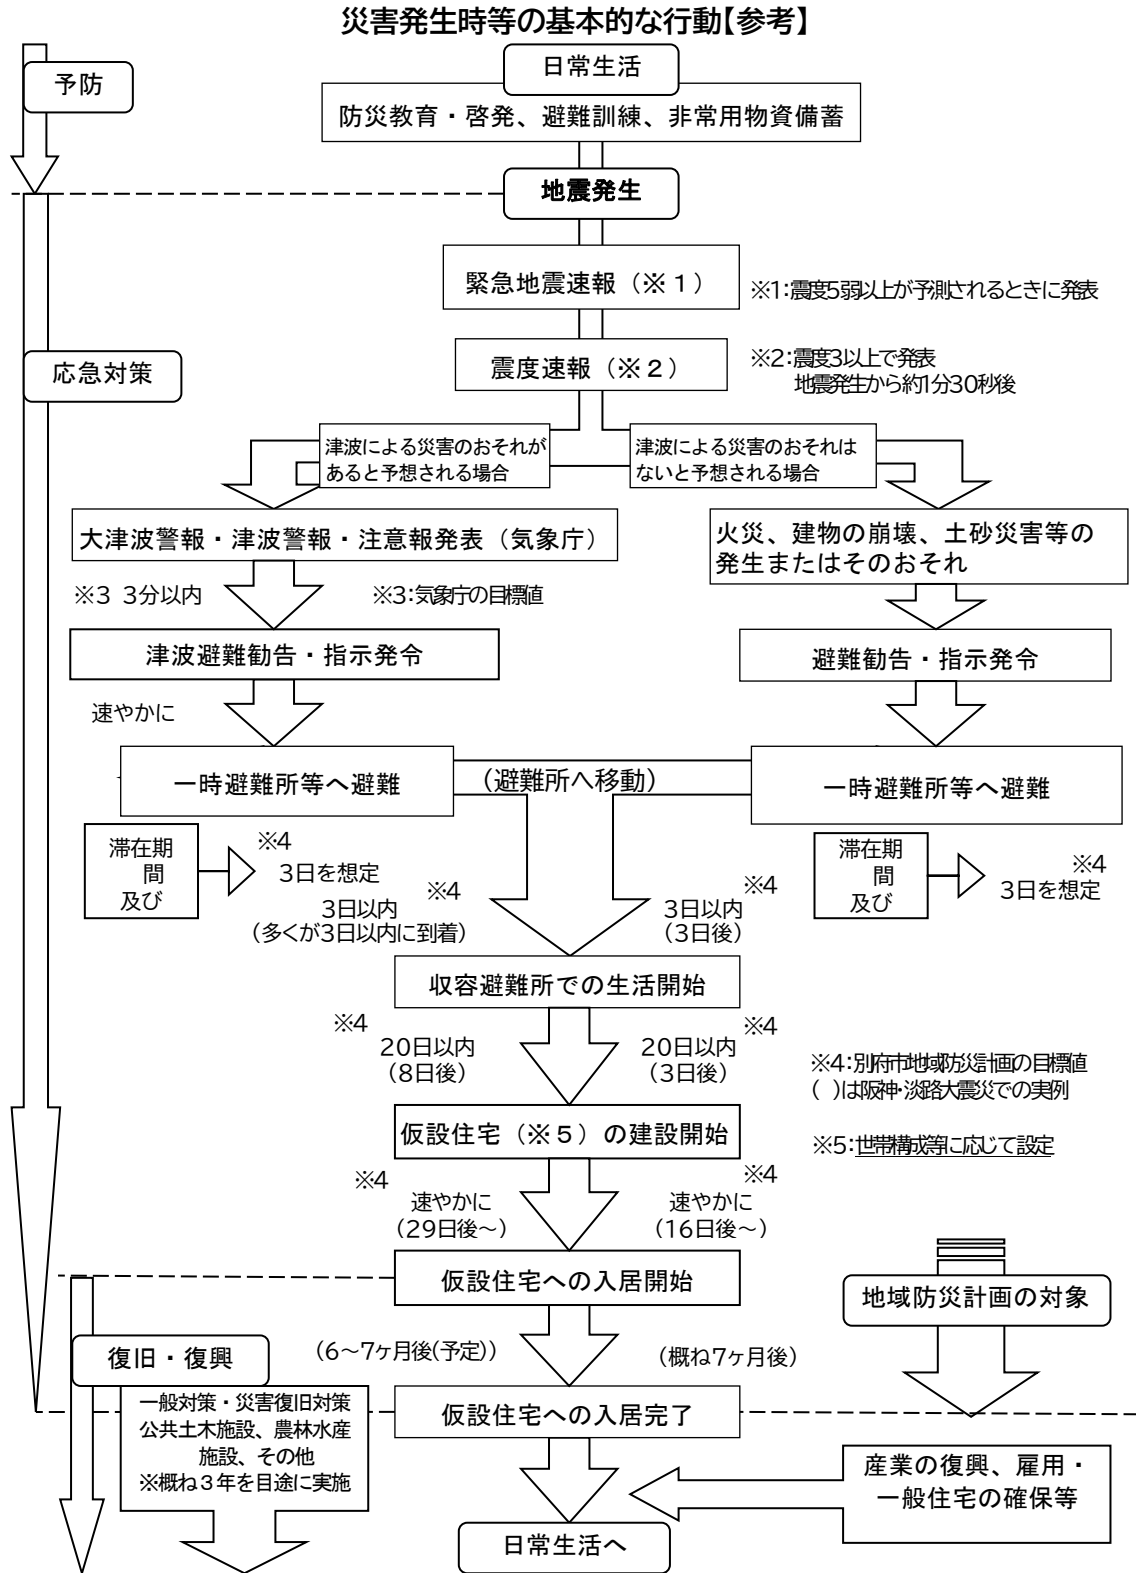 災害発生時等の基本的な行動【参考】
予防
日常生活
防災教育・啓発、避難訓練、非常用物資備蓄
地震発生
緊急地震速報（※１）
※1：震度5弱以上が予測されるときに発表
応急対策
震度速報（※２）
※2：震度3以上で発表
地震発生から約1分30秒後
津波による災害のおそれが
あると予想される場合
津波による災害のおそれは
ないと予想される場合
大津波警報・津波警報・注意報発表（気象庁）
火災、建物の崩壊、土砂災害等の
発生またはそのおそれ
※3 3分以内
※3：気象庁の目標値
津波避難勧告・指示発令
避難勧告・指示発令
速やかに
一時避難所等へ避難
（避難所へ移動）
一時避難所等へ避難
滞在期
間
及び
※4
3日を想定
※4
3日以内
（多くが3日以内に到着）
※4
3日以内
（3日後）
滞在期
間
及び
※4
3日を想定
収容避難所での生活開始
※4
20日以内
（8日後）
※4
20日以内
（3日後）
※4：別府市地域防災計画の目標値
（ ）は阪神・淡路大震災での実例
仮設住宅（※５）の建設開始
※5：世帯構成等に応じて設定
※4
速やかに
（29日後～）
※4
速やかに
（16日後～）
仮設住宅への入居開始
地域防災計画の対象
復旧・復興
（6～7ヶ月後(予定)）
（概ね7ヶ月後）
一般対策・災害復旧対策
公共土木施設、農林水産
施設、その他
※概ね３年を目途に実施
仮設住宅への入居完了
産業の復興、雇用・
一般住宅の確保等
日常生活へ